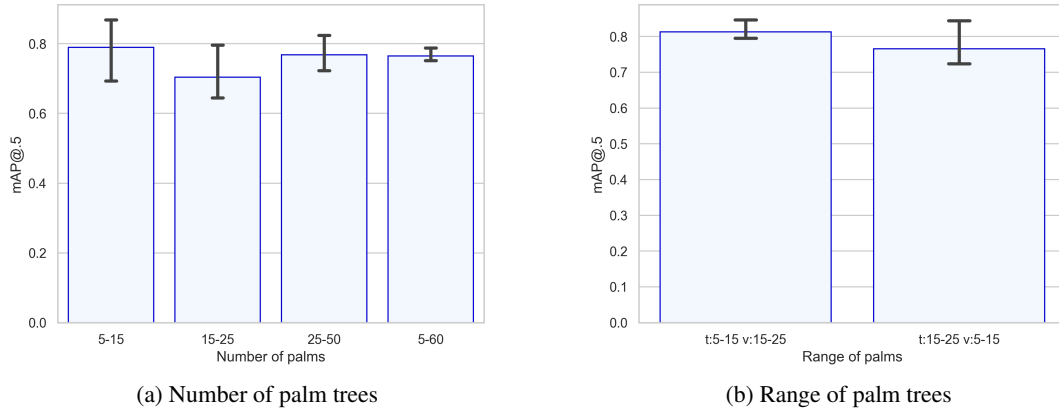 mAP@.5
0.8
0.6
0.4
0.2
0.0
5-15 15-25 25-50 5-60
Number of palms
(a) Number of palm trees
mAP@.5
0.8
0.7
0.6
0.5
0.4
0.3
0.2
0.1
0.0
t:5-15 v:15-25 t:15-25 v:5-15
Range of palms
(b) Range of palm trees